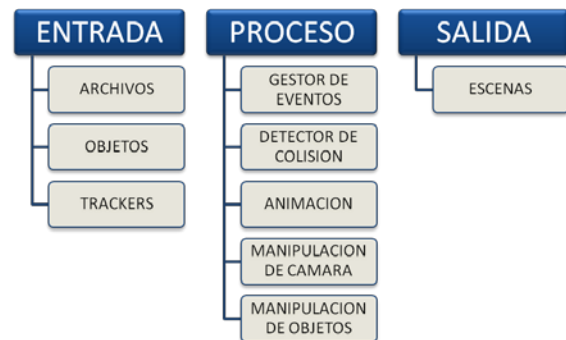 ENTRADA
ARCHIVOS
OBJETOS
TRACKERS
PROCESO
GESTOR DE
EVENTOS
DETECTOR DE
COLISION
ANIMACION
MANIPULACION
DE CAMARA
MANIPULACION
DE OBJETOS
SALIDA
ESCENAS